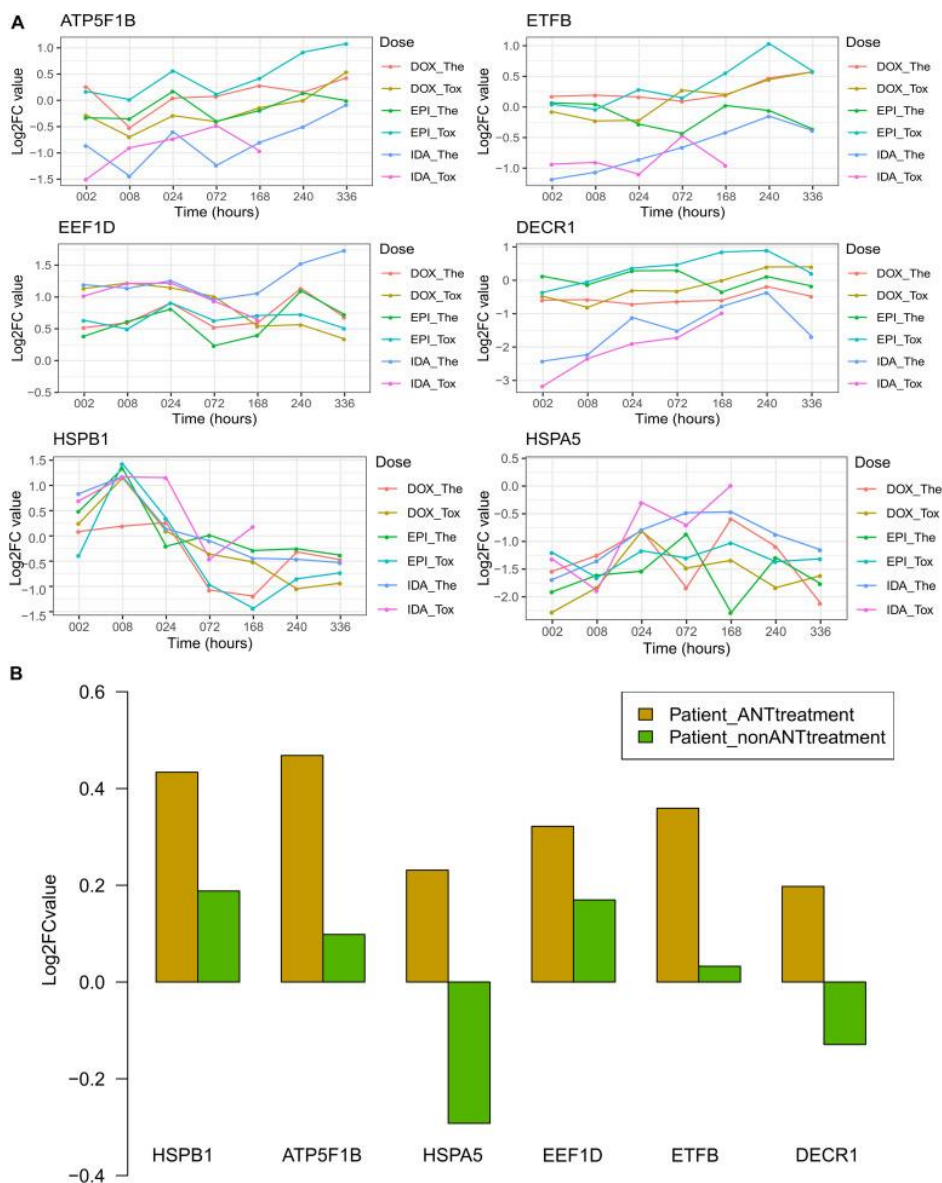 A
ATP5F1B
Log2FC value
1.0
0.5
0.0
−0.5
−1.0
−1.5
002 008 024 072 168 240 336
Time (hours)
Dose
DOX_The
DOX_Tox
EPI_The
EPI_Tox
IDA_The
IDA_Tox
ETFB
Log2FC value
1.0
0.5
0.0
−0.5
−1.0
002 008 024 072 168 240 336
Time (hours)
Dose
DOX_The
DOX_Tox
EPI_The
EPI_Tox
IDA_The
IDA_Tox
EEF1D
Log2FC value
1.5
1.0
0.5
0.0
−0.5
002 008 024 072 168 240 336
Time (hours)
Dose
DOX_The
DOX_Tox
EPI_The
EPI_Tox
IDA_The
IDA_Tox
DECR1
Log2FC value
1
0
−1
−2
−3
002 008 024 072 168 240 336
Time (hours)
Dose
DOX_The
DOX_Tox
EPI_The
EPI_Tox
IDA_The
IDA_Tox
HSPB1
Log2FC value
1.5
1.0
0.5
0.0
−0.5
−1.0
−1.5
002 008 024 072 168 240 336
Time (hours)
Dose
DOX_The
DOX_Tox
EPI_The
EPI_Tox
IDA_The
IDA_Tox
HSPA5
Log2FC value
0.5
0.0
−0.5
−1.0
−1.5
−2.0
002 008 024 072 168 240 336
Time (hours)
Dose
DOX_The
DOX_Tox
EPI_The
EPI_Tox
IDA_The
IDA_Tox
B
Log2FCvalue
0.6
0.4
0.2
0.0
−0.2
−0.4
Patient_ANTtreatment
Patient_nonANTtreatment
HSPB1 ATP5F1B HSPA5 EEF1D ETFB DECR1